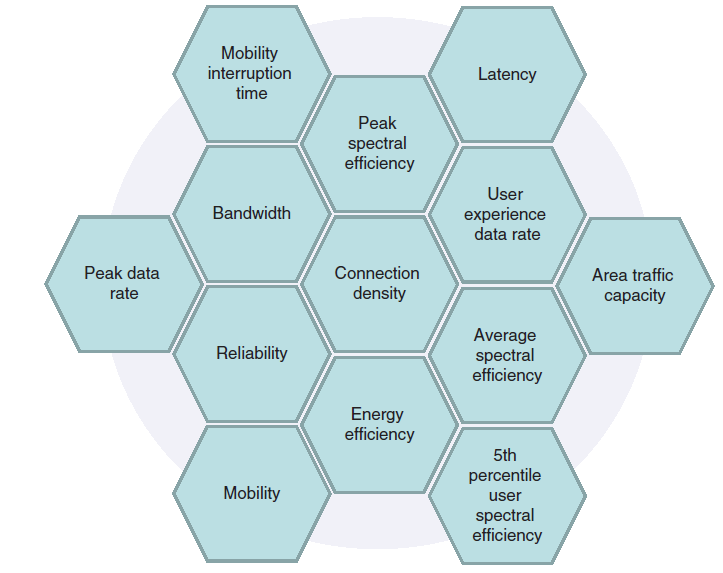 Mobility
interruption
time
Latency
Peak
spectral
efficiency
Bandwidth
User
experience
data rate
Peak data
rate
Connection
density
Area traffic
capacity
Reliability
Average
spectral
efficiency
Energy
efficiency
Mobility
5th
percentile
user
spectral
efficiency